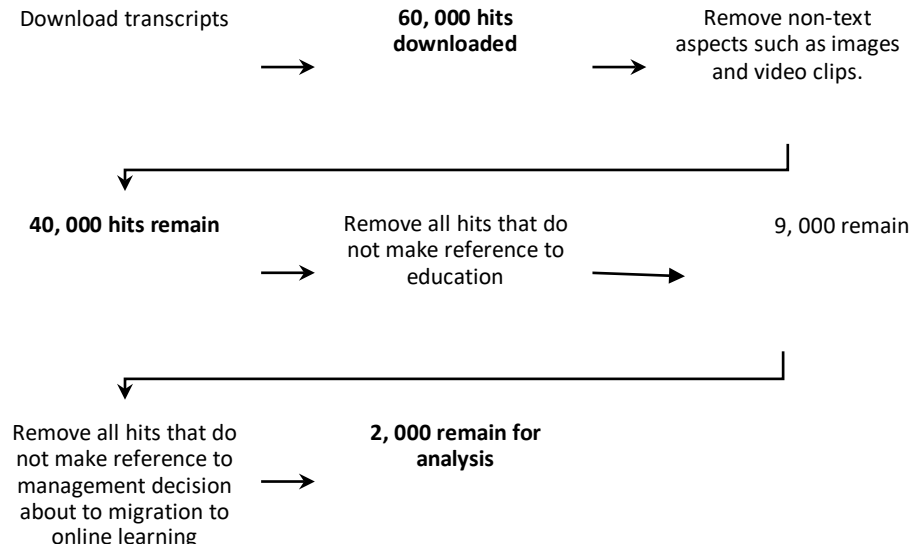 Download transcripts
60, 000 hits
downloaded
Remove non-text
aspects such as images
and video clips.
40, 000 hits remain
Remove all hits that do
not make reference to
education
9, 000 remain
Remove all hits that do
not make reference to
management decision
about to migration to
online learning
2, 000 remain for
analysis